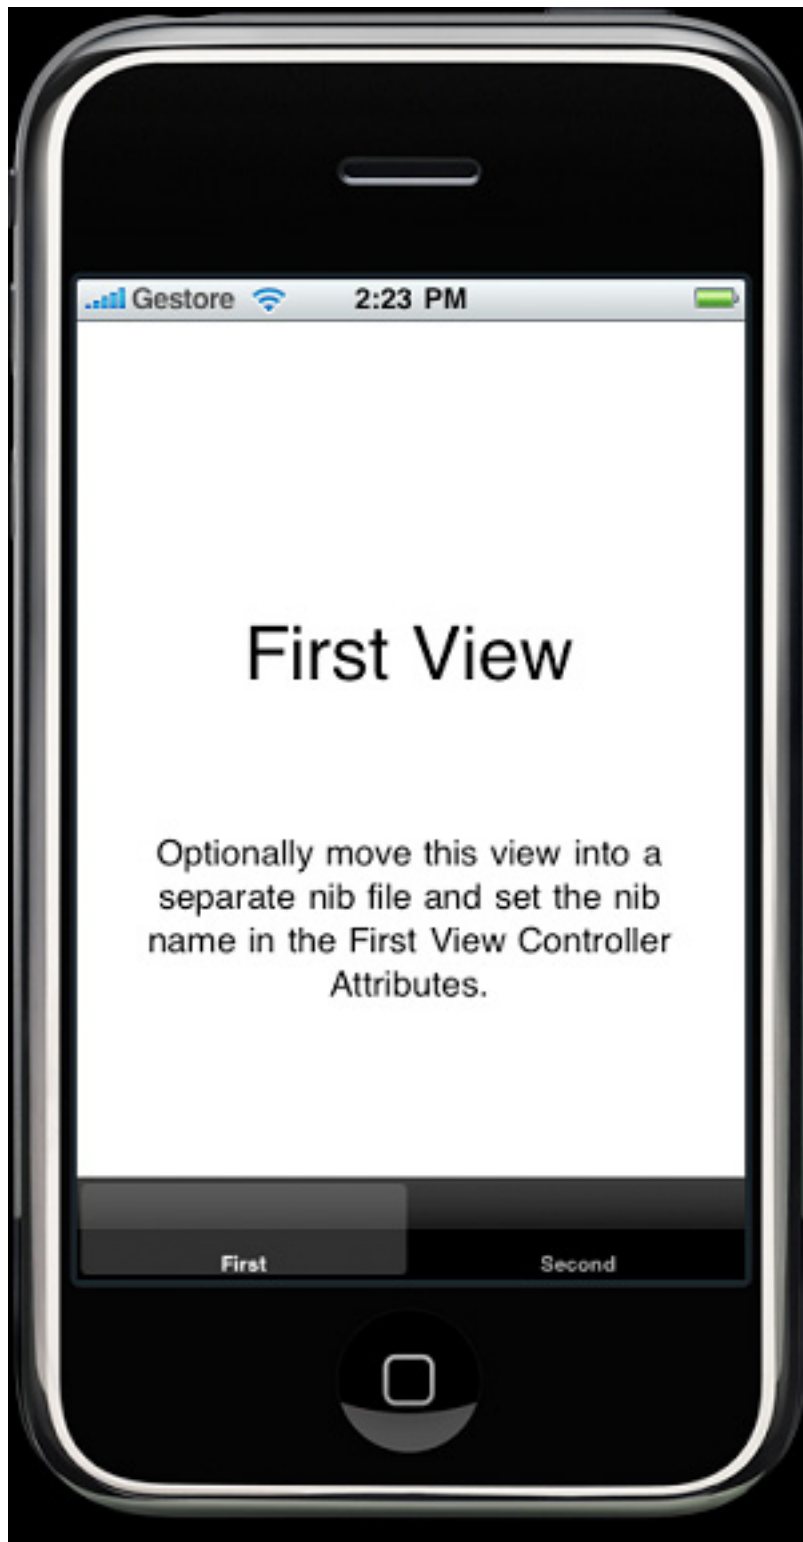 Gestore 2:23 PM
First View
Optionally move this view into a
separate nib file and set the nib
name in the First View Controller
Attributes.
First Second